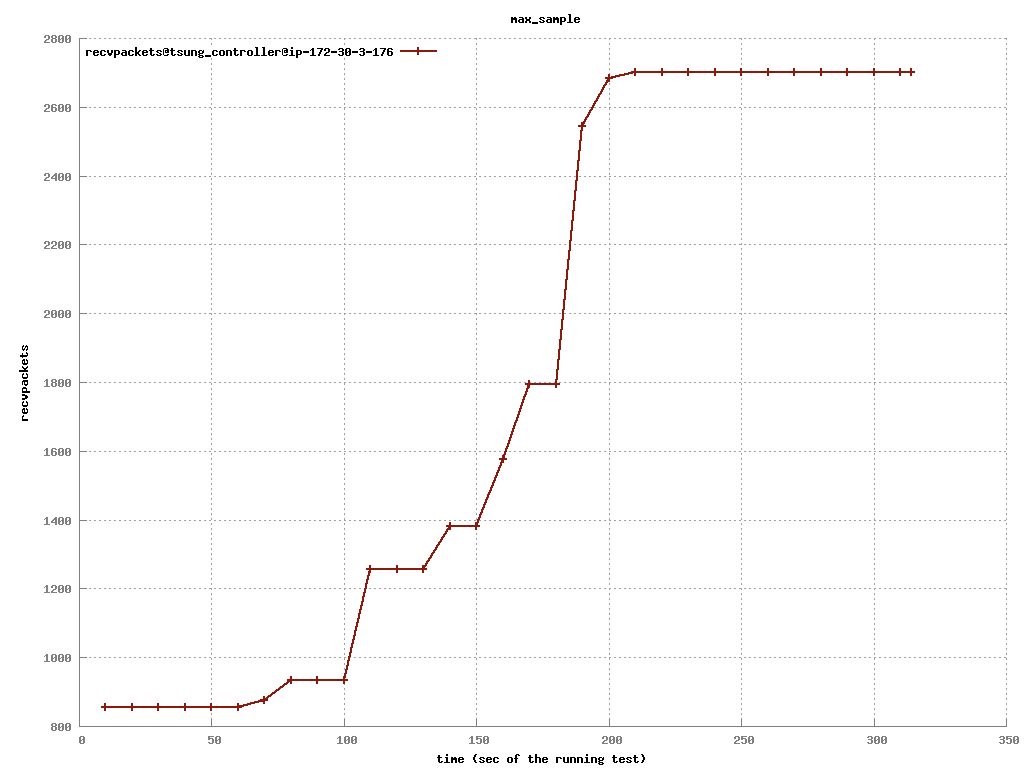 max_sample
recvpackets@tsung_controller@ip-172-30-3-176
2800
2600
2400
2200
2000
1800
1600
1400
1200
1000
800
recvpackets
0 50 100 150 200 250 300 350
time (sec of the running test)